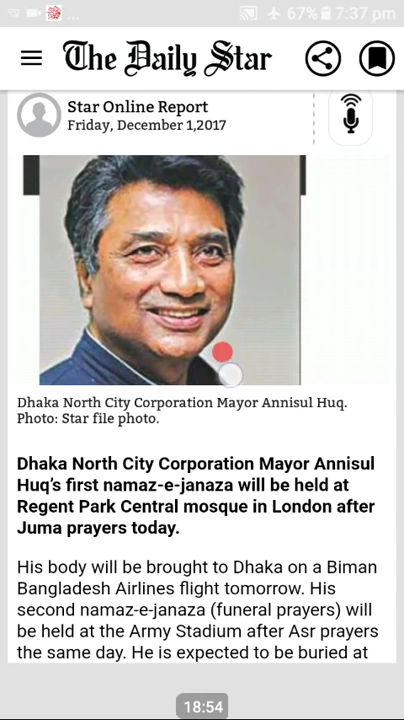 ... 67% 7:37 pm
The Daily Star
Star Online Report
Friday, December 1,2017
Dhaka North City Corporation Mayor Annisul Huq.
Photo: Star file photo.
Dhaka North City Corporation Mayor Annisul
Huq's first namaz-e-janaza will be held at
Regent Park Central mosque in London after
Juma prayers today.
His body will be brought to Dhaka on a Biman
Bangladesh Airlines flight tomorrow. His
second namaz-e-janaza (funeral prayers) will
be held at the Army Stadium after Asr prayers
the same day. He is expected to be buried at
18:54